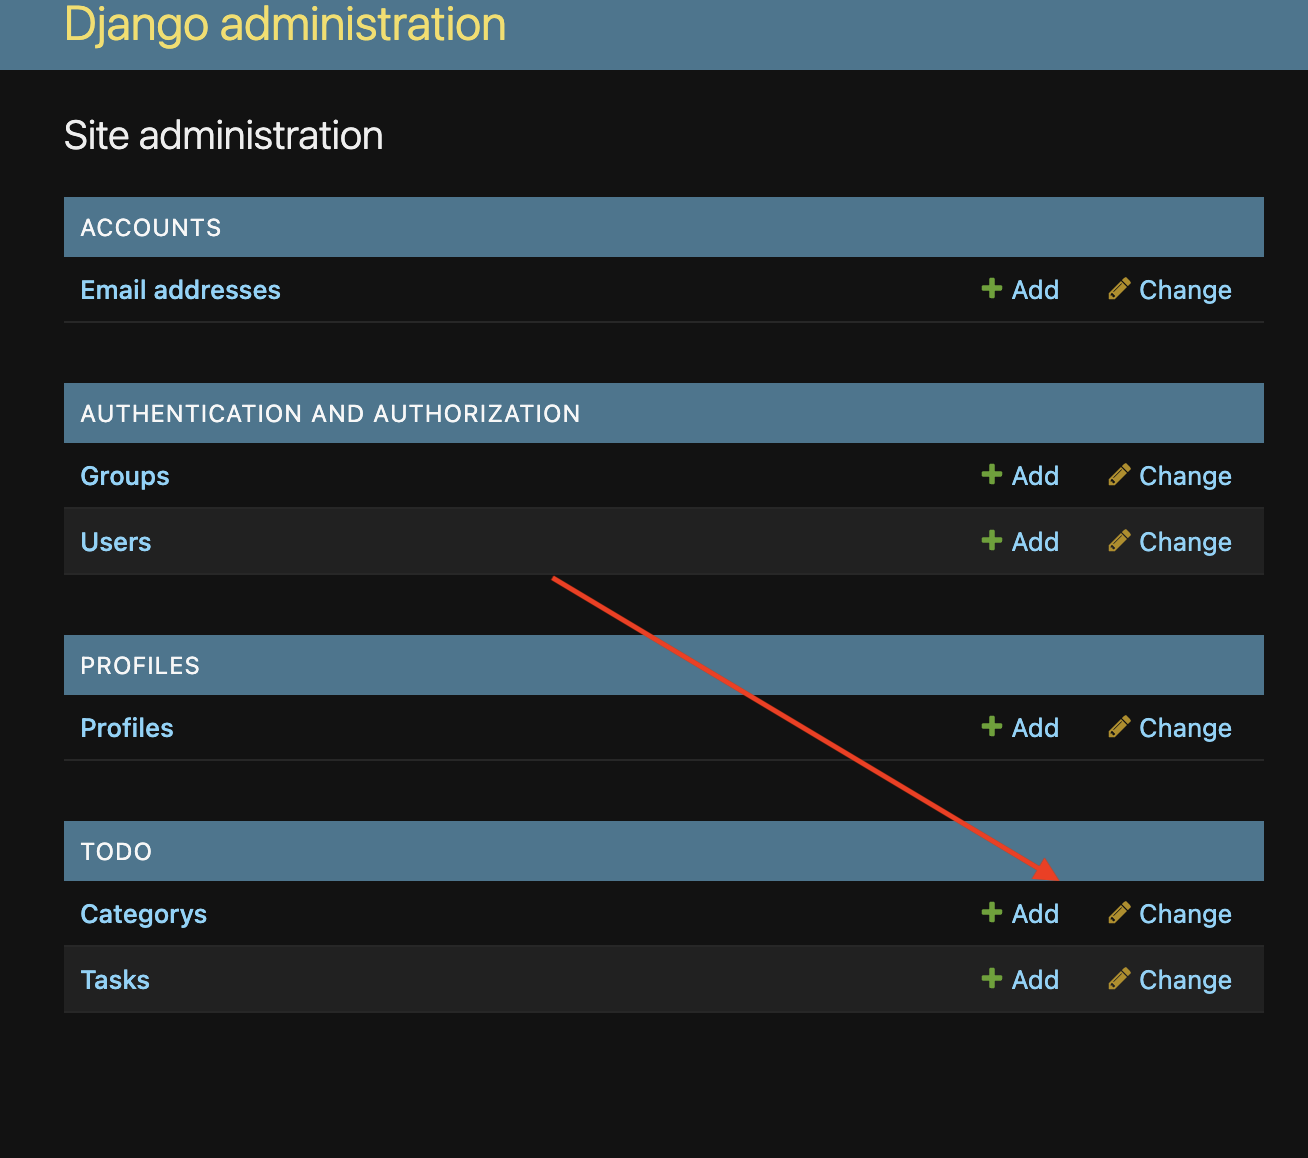 Django administration
Site administration
ACCOUNTS
Email addresses Add Change
AUTHENTICATION AND AUTHORIZATION
Groups Add Change
Users Add Change
PROFILES
Profiles Add Change
TODO
Categorys Add Change
Tasks Add Change